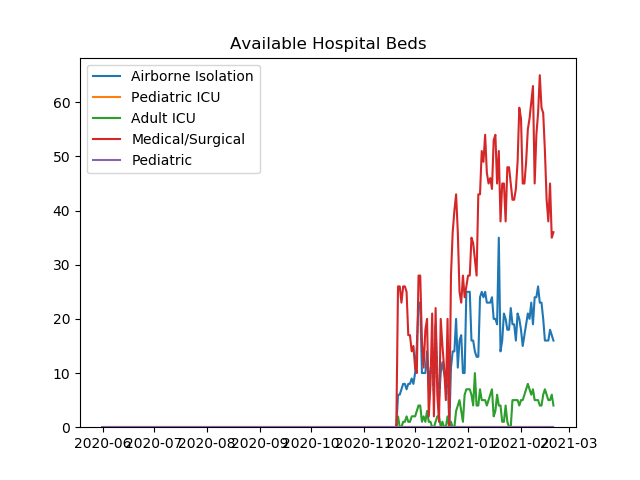 Available Hospital Beds
Airborne Isolation
Pediatric ICU
Adult ICU
Medical/Surgical
Pediatric
60
50
40
30
20
10
0
2020-06 2020-07 2020-08 2020-09 2020-10 2020-11 2020-12 2021-01 2021-02 2021-03